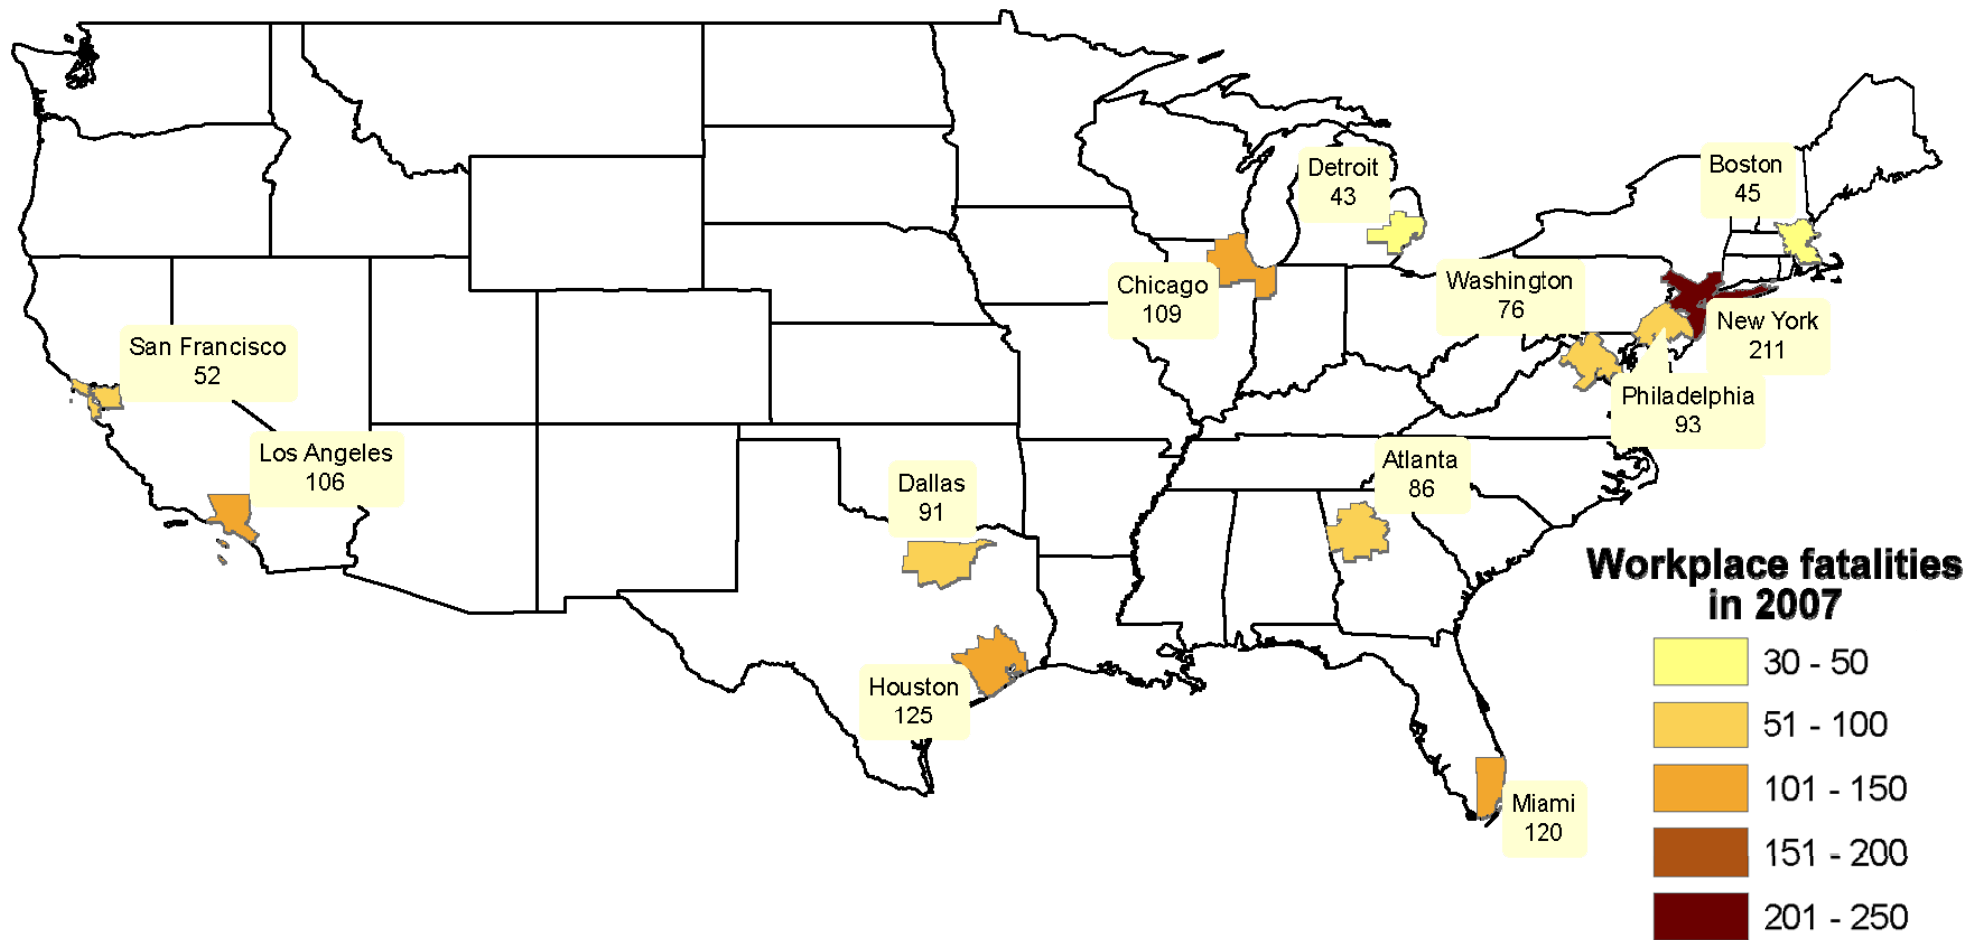 Detroit
43
Boston
45
Chicago
109
Washington
76
New York
211
San Francisco
52
Philadelphia
93
Los Angeles
106
Dallas
91
Atlanta
86
Houston
125
Miami
120
Workplace fatalities
in 2007
30 - 50
51 - 100
101 - 150
151 - 200
201 - 250